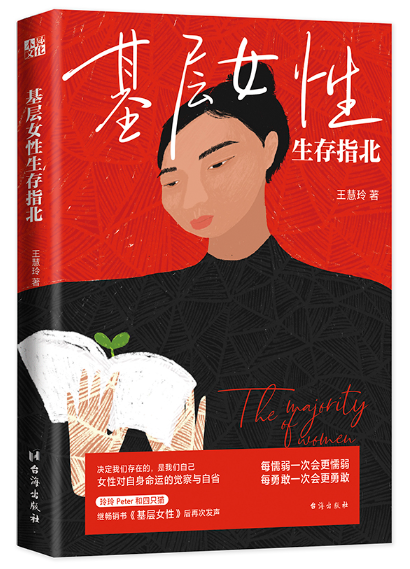 木思文化
基层女性生存指北
王慧玲 著
台海出版社
基层女性
生存指北
王慧玲 著
The majority
of
women
决定我们存在的、是我们自己
女性对自身命运的觉察与自省
玲玲 Peter 和四只猫
继畅销书《基层女性》后再次发声
每懦弱一次会更懦弱
每勇敢一次会更勇敢
台海出版社